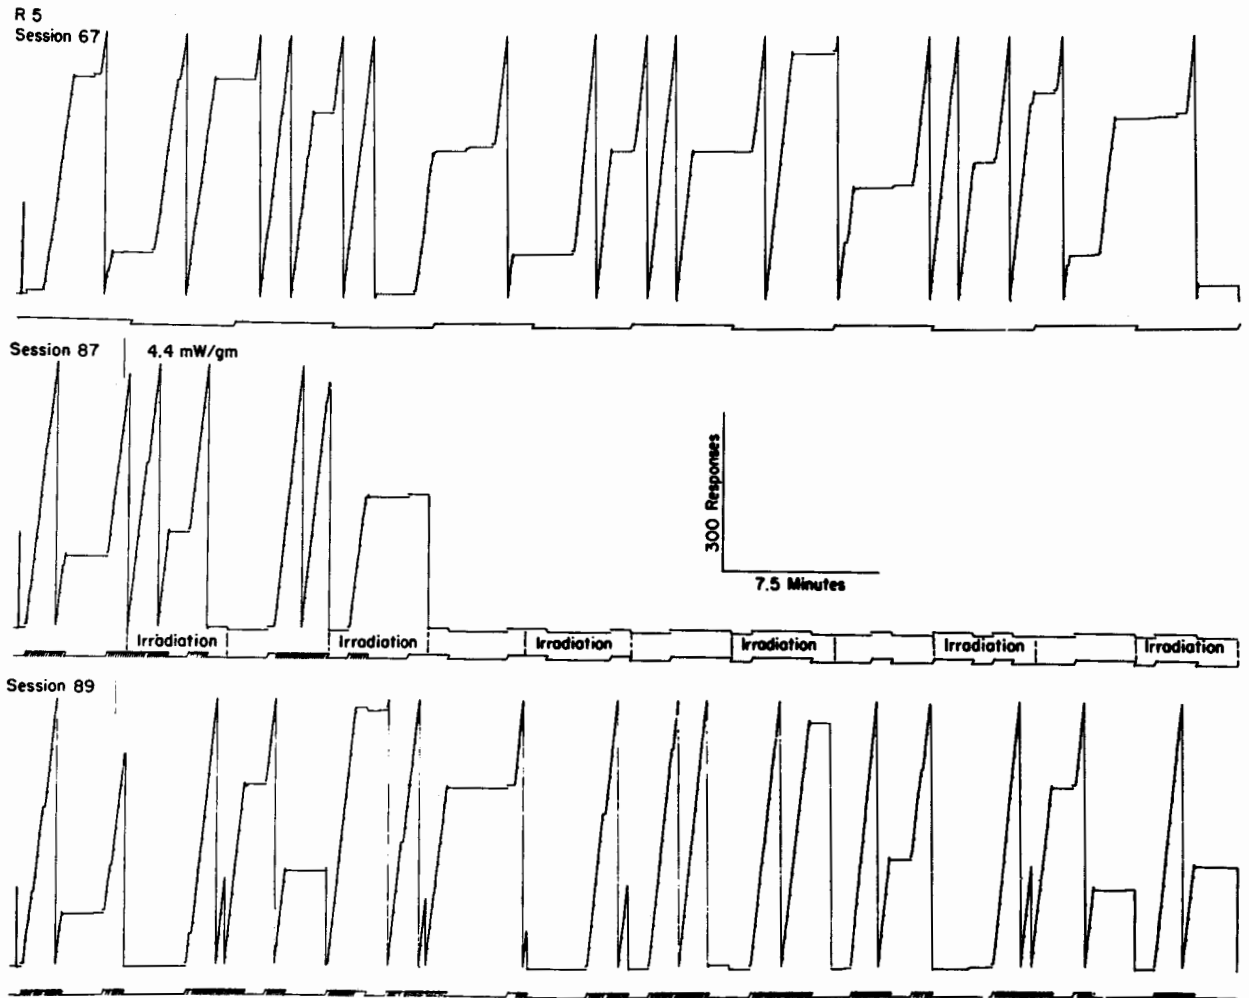 R 5
Session 67
Session 87
4.4 mW/gm
300 Responses
7.5 Minutes
Irradiation
Irradiation
Irradiation
Irradiation
Irradiation
Irradiation
Session 89